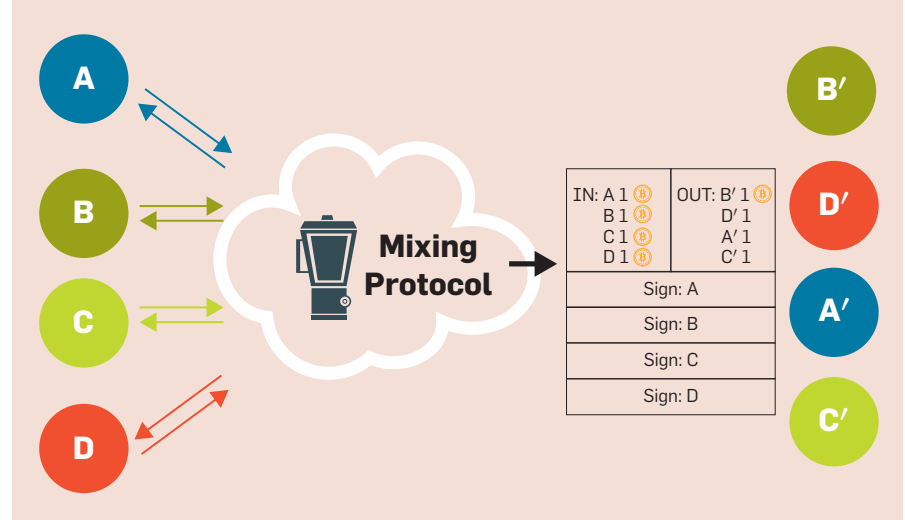 A
B
C
D
Mixing
Protocol
IN: A 1 ₿ OUT: B′ 1 ₿
B 1 ₿ D′ 1
C 1 ₿ A′ 1
D 1 ₿ C′ 1
Sign: A
Sign: B
Sign: C
Sign: D
B′
D′
A′
C′